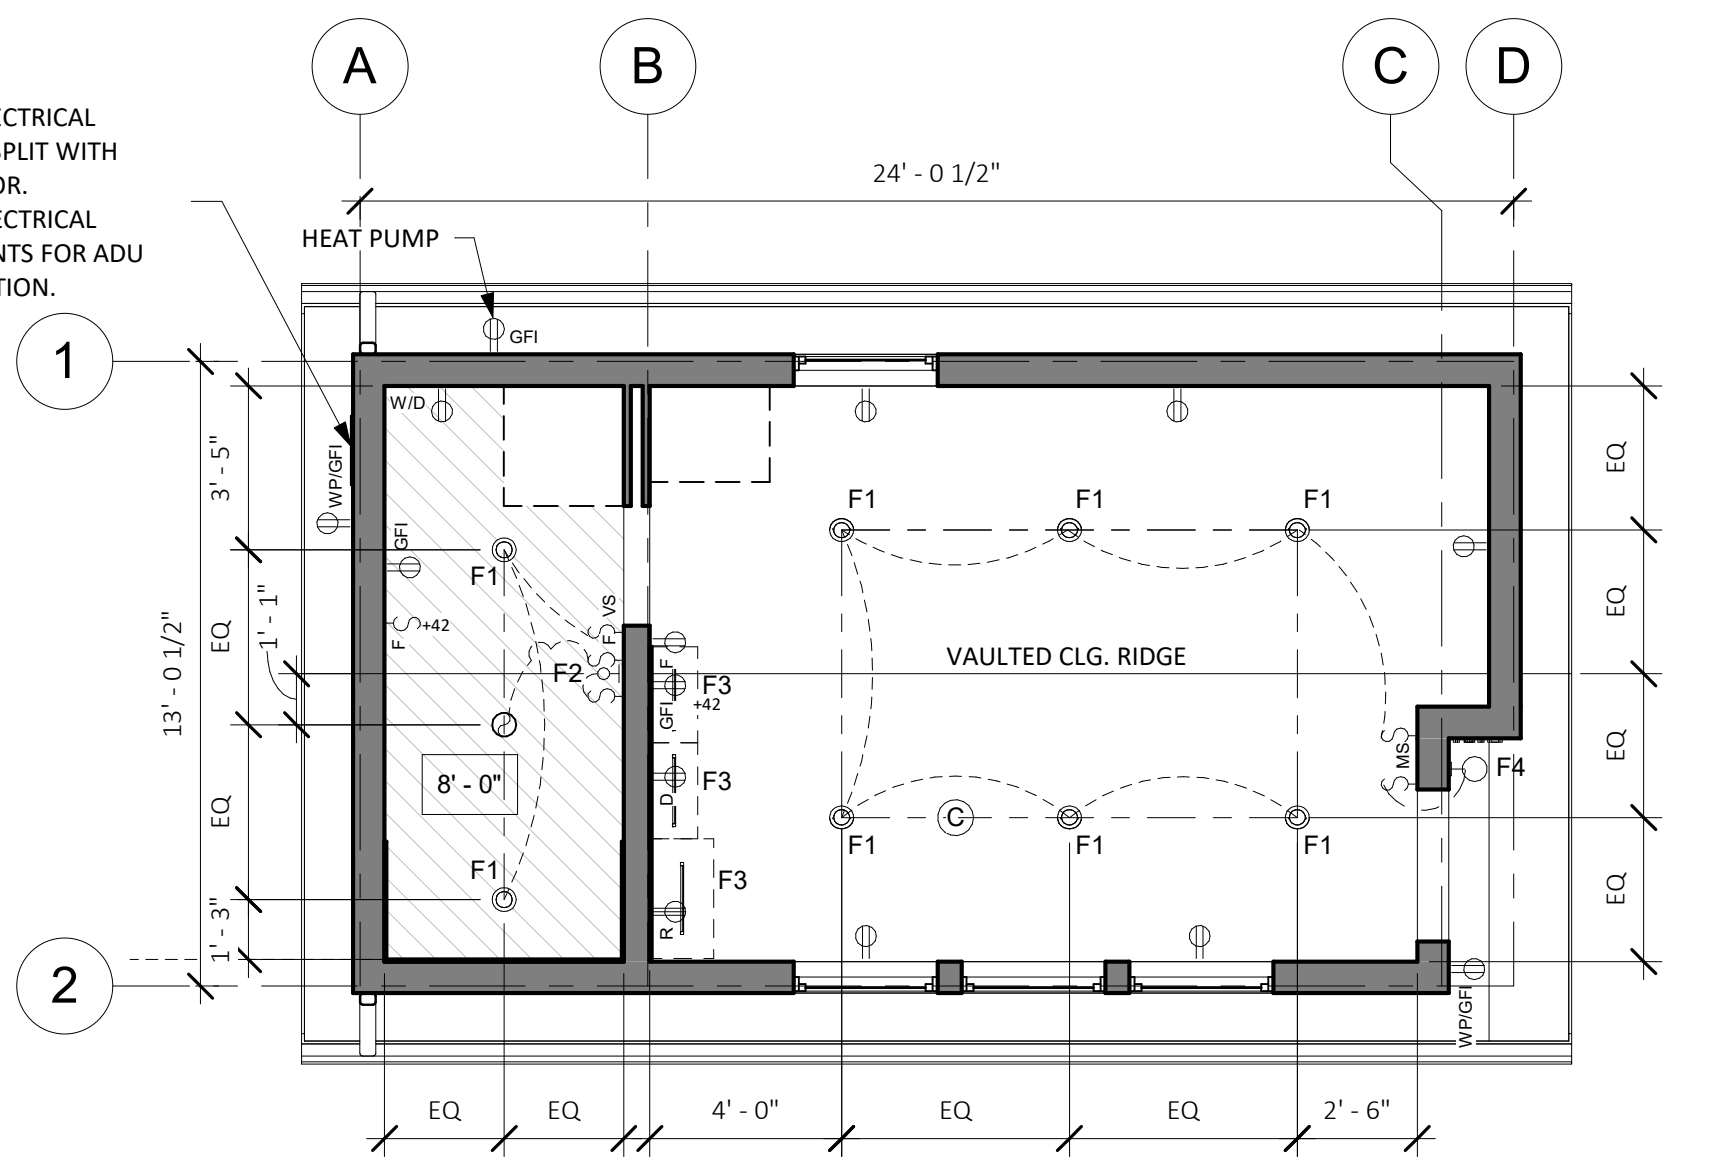 A
B
C
D
ECTRICAL
SPLIT WITH
OR.
ECTRICAL
NTS FOR ADU
TION.
24' - 0 1/2"
HEAT PUMP
GFI
1
W/D
3' - 5"
WP/GFI
GFI
EQ
F1
F1
F1
F1
EQ
F +42
VS
F
EQ
1' - 1"
13' - 0 1/2"
EQ
VAULTED CLG. RIDGE
F2
F
F3
+42
GFI
MS
F4
8' - 0"
D
F3
EQ
EQ
C
F1
F1
F1
F1
F3
R
EQ
1' - 3"
2
WP/GFI
EQ
EQ
4' - 0"
EQ
EQ
2' - 6"